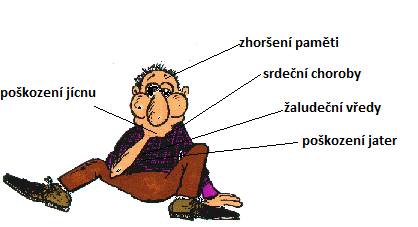 zhoršení paměti
srdeční choroby
poškození jícnu
žaludeční vředy
poškození jater